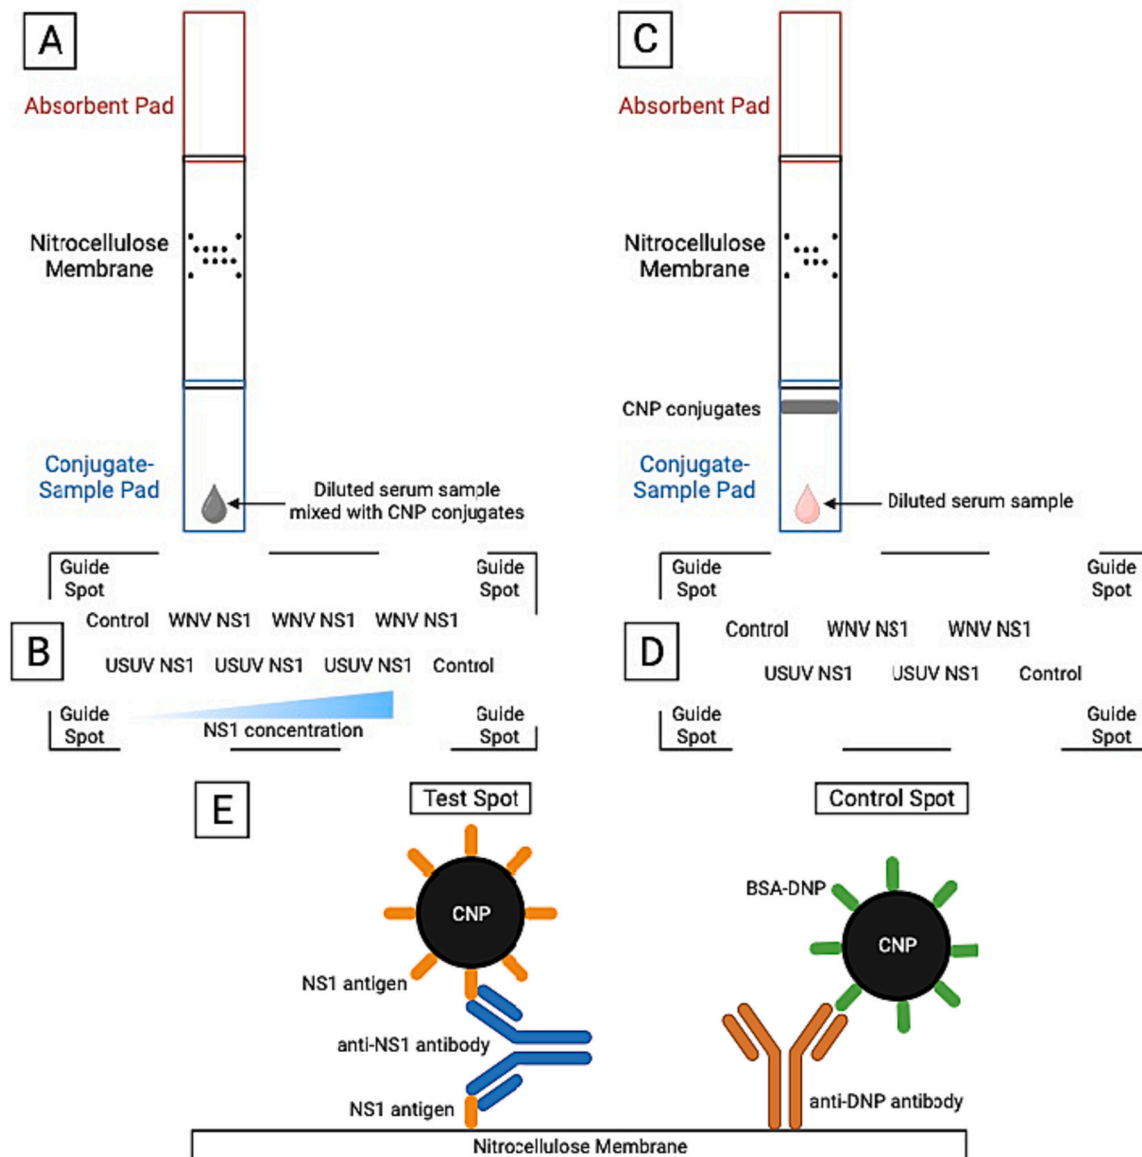 A
Absorbent Pad
Nitrocellulose
Membrane
Conjugate-
Sample Pad
Diluted serum sample
mixed with CNP conjugates
C
Absorbent Pad
Nitrocellulose
Membrane
CNP conjugates
Conjugate-
Sample Pad
Diluted serum sample
B
Guide
Spot
Guide
Spot
Control WNV NS1 WNV NS1 WNV NS1
USUV NS1 USUV NS1 USUV NS1 Control
Guide
Spot
NS1 concentration
Guide
Spot
D
Guide
Spot
Guide
Spot
Control WNV NS1 WNV NS1
USUV NS1 USUV NS1 Control
Guide
Spot
Guide
Spot
E
Test Spot
CNP
NS1 antigen
anti-NS1 antibody
NS1 antigen
Control Spot
BSA-DNP
CNP
anti-DNP antibody
Nitrocellulose Membrane